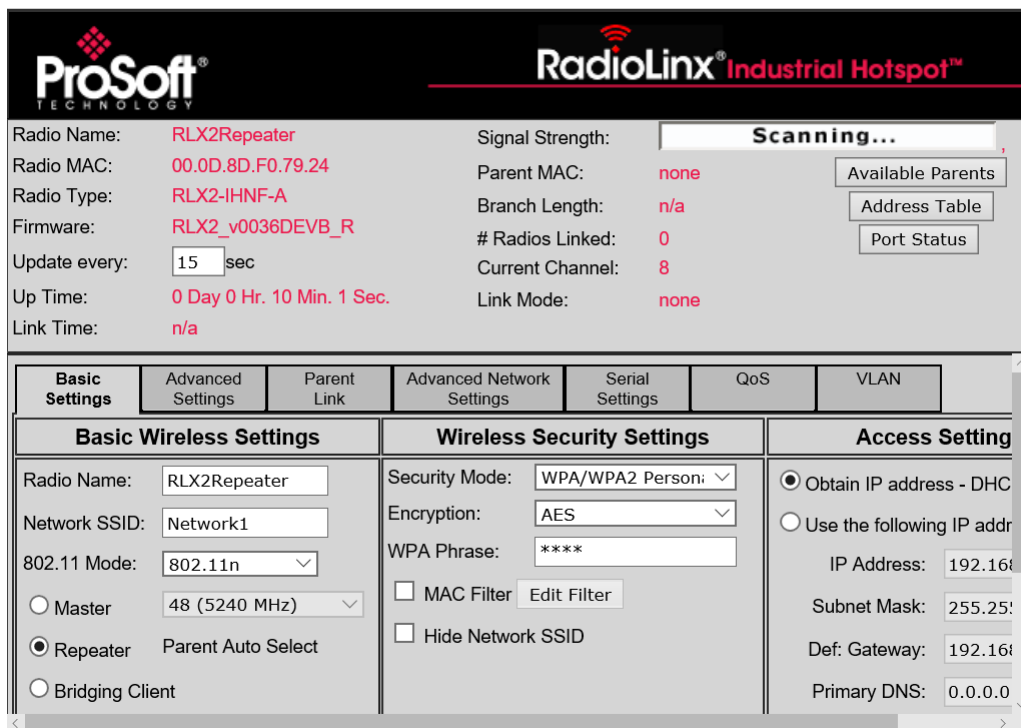 ProSoft®
TECHNOLOGY
RadioLinx® Industrial Hotspot™
Radio Name: RLX2Repeater
Radio MAC: 00.0D.8D.F0.79.24
Radio Type: RLX2-IHNF-A
Firmware: RLX2_v0036DEVB_R
Update every: 15 sec
Up Time: 0 Day 0 Hr. 10 Min. 1 Sec.
Link Time: n/a
Signal Strength: Scanning... ,
Parent MAC: none Available Parents
Branch Length: n/a Address Table
# Radios Linked: 0 Port Status
Current Channel: 8
Link Mode: none
Basic Settings
Advanced Settings
Parent Link
Advanced Network Settings
Serial Settings
QoS
VLAN
Basic Wireless Settings
Radio Name: RLX2Repeater
Network SSID: Network1
802.11 Mode: 802.11n
Master 48 (5240 MHz)
Repeater Parent Auto Select
Bridging Client
Wireless Security Settings
Security Mode: WPA/WPA2 Person
Encryption: AES
WPA Phrase: ****
MAC Filter Edit Filter
Hide Network SSID
Access Setting
Obtain IP address - DHC
Use the following IP addr
IP Address: 192.168
Subnet Mask: 255.255
Def: Gateway: 192.168
Primary DNS: 0.0.0.0